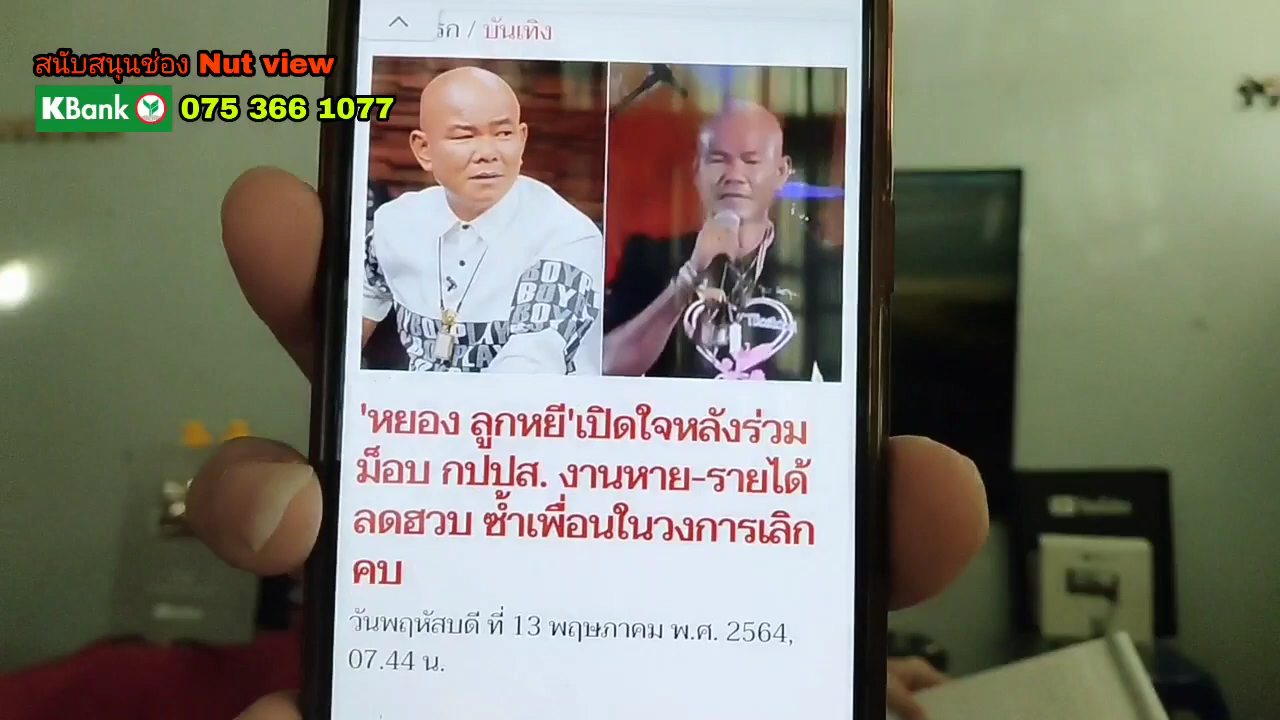 สนับสนุนช่อง Nut view
KBank 075 366 1077
รก / บันเทิง
BOY
BOY
PLAY
'หยอง ลูกหยี'เปิดใจหลังร่วม
ม็อบ กปปส. งานหาย-รายได้
ลดฮวบ ซ้ำเพื่อนในวงการเลิก
คบ
วันพฤหัสบดี ที่ 13 พฤษภาคม พ.ศ. 2564,
07.44 น.